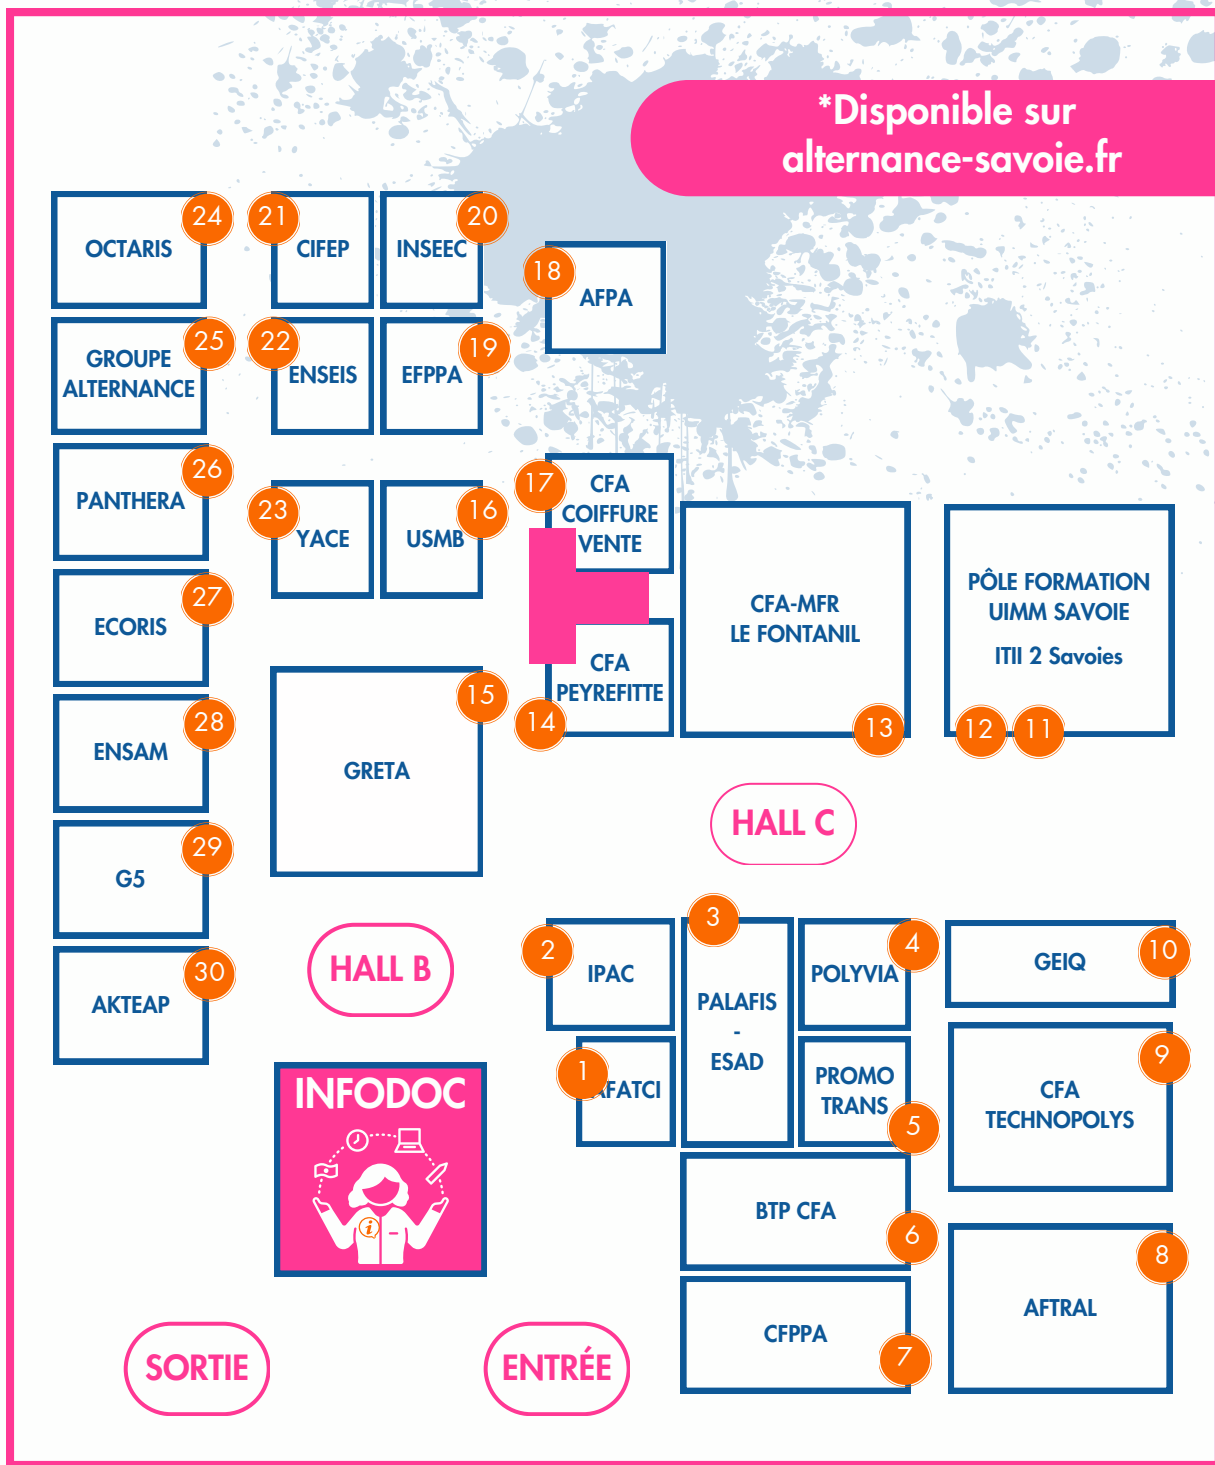 *Disponible sur
alternance-savoie.fr
24
OCTARIS
21
CIFEP
20
INSEEC
18
AFPA
25
GROUPE
ALTERNANCE
22
ENSEIS
19
EFPPA
26
PANTHERA
23
YACE
16
USMB
17
CFA
COIFFURE
VENTE
CFA-MFR
LE FONTANIL
13
PÔLE FORMATION
UIMM SAVOIE
ITII 2 Savoies
12
11
27
ECORIS
CFA
PEYREFITTE
14
15
GRETA
28
ENSAM
HALL C
29
G5
HALL B
30
AKTEAP
2
IPAC
3
PALAFIS
-
ESAD
4
POLYVIA
10
GEIQ
1
AFATCI
PROMO
TRANS
5
9
CFA
TECHNOPOLYS
INFODOC
i
BTP CFA
6
8
AFTRAL
CFPPA
7
SORTIE
ENTRÉE